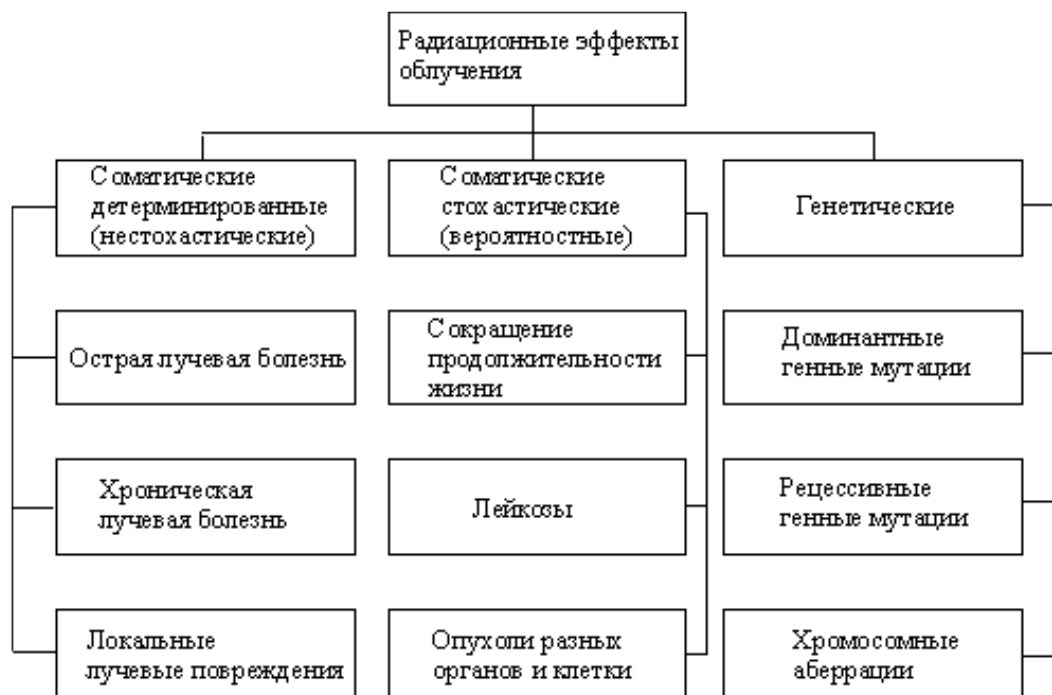 Радиационные эффекты
облучения
Соматические
детерминированные
(нестохастические)
Соматические
стохастические
(вероятностные)
Генетические
Острая лучевая болезнь
Сокращение
продолжительности
жизни
Доминантные
генные мутации
Хроническая
лучевая болезнь
Лейкозы
Рецессивные
генные мутации
Локальные
лучевые повреждения
Опухоли разных
органов и клетки
Хромосомные
аберрации